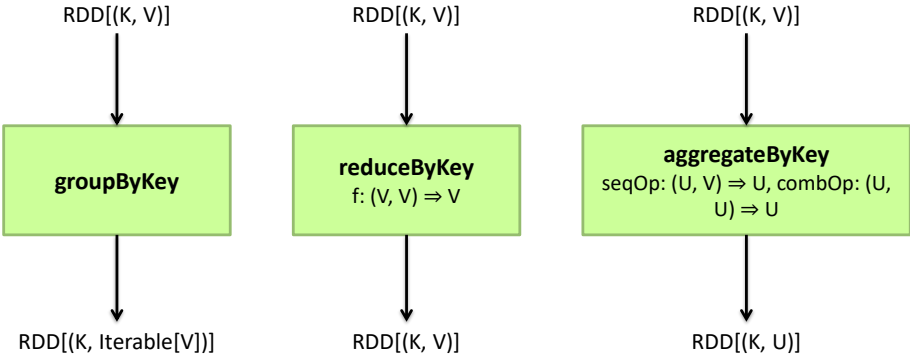 RDD[(K, V)]
groupByKey
RDD[(K, Iterable[V])]
RDD[(K, V)]
reduceByKey
f: (V, V) ⇒ V
RDD[(K, V)]
RDD[(K, V)]
aggregateByKey
seqOp: (U, V) ⇒ U, combOp: (U,
U) ⇒ U
RDD[(K, U)]